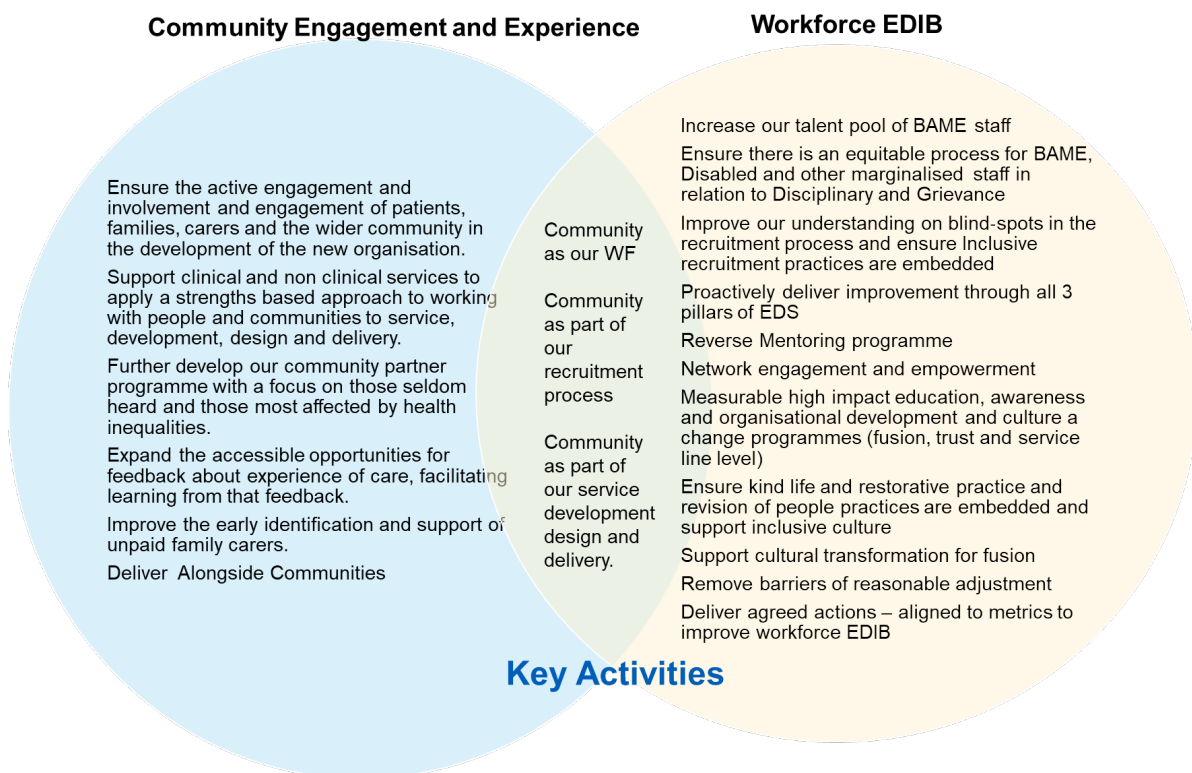 Community Engagement and Experience
Workforce EDIB
Ensure the active engagement and
involvement and engagement of patients,
families, carers and the wider community in
the development of the new organisation.
Support clinical and non clinical services to
apply a strengths based approach to working
with people and communities to service,
development, design and delivery.
Further develop our community partner
programme with a focus on those seldom
heard and those most affected by health
inequalities.
Expand the accessible opportunities for
feedback about experience of care, facilitating
learning from that feedback.
Improve the early identification and support of
unpaid family carers.
Deliver Alongside Communities
Community
as our WF
Community
as part of
our
recruitment
process
Community
as part of
our service
development
design and
delivery.
Increase our talent pool of BAME staff
Ensure there is an equitable process for BAME,
Disabled and other marginalised staff in
relation to Disciplinary and Grievance
Improve our understanding on blind-spots in the
recruitment process and ensure Inclusive
recruitment practices are embedded
Proactively deliver improvement through all 3
pillars of EDS
Reverse Mentoring programme
Network engagement and empowerment
Measurable high impact education, awareness
and organisational development and culture a
change programmes (fusion, trust and service
line level)
Ensure kind life and restorative practice and
revision of people practices are embedded and
support inclusive culture
Support cultural transformation for fusion
Remove barriers of reasonable adjustment
Deliver agreed actions – aligned to metrics to
improve workforce EDIB
Key Activities